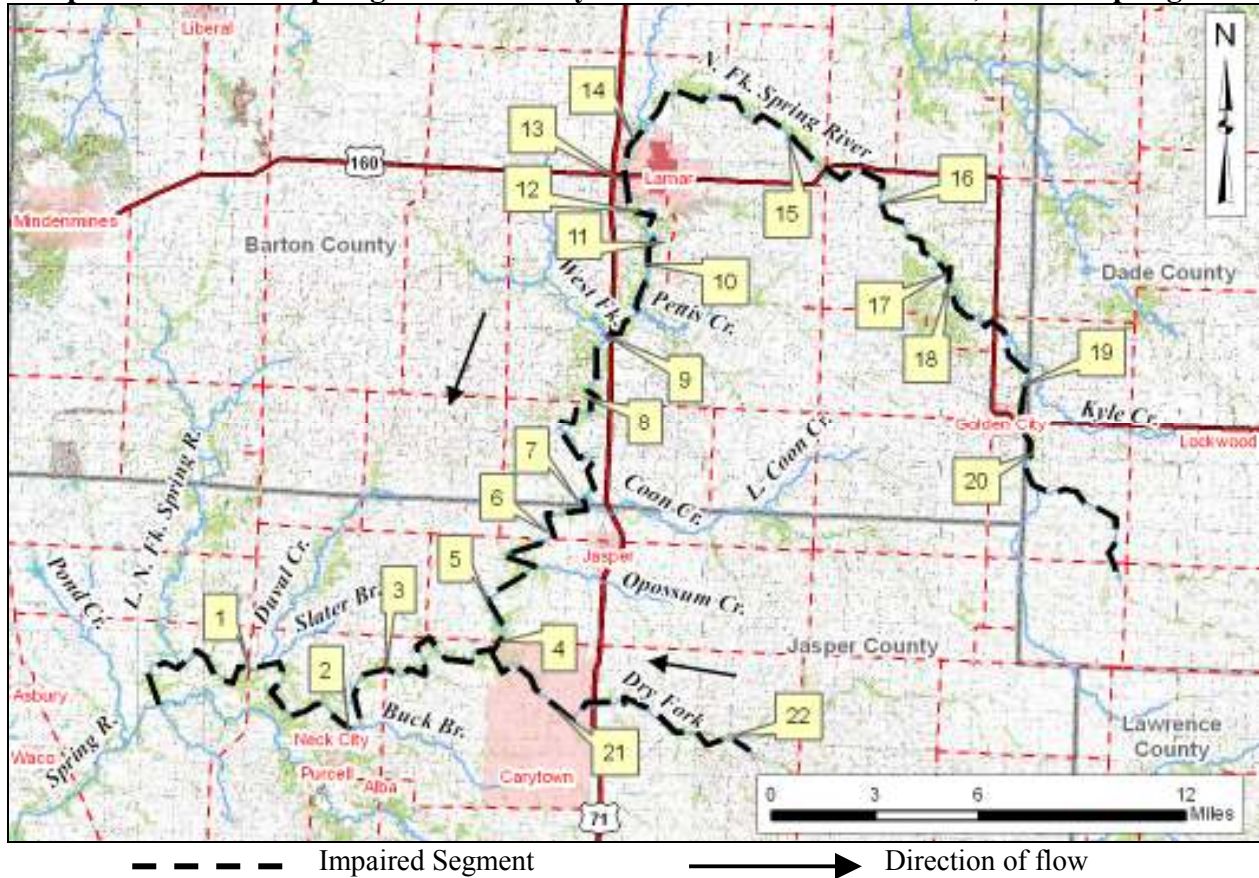 Liberal
N
N. Fk. Spring River
14
13
160
Lamar
12
15
16
Mindenmines
Barton County
11
10
West Fk.
Pettis Cr.
Dade County
17
18
9
19
8
Kyle Cr.
Golden City
Lockwood
7
L. Coon Cr.
Coon Cr.
20
6
L. N. Fk. Spring R.
Jasper
5
Opossum Cr.
Pond Cr.
Duval Cr.
Slater Br.
3
1
4
Jasper County
2
Dry Fork
22
Asbury
Buck Br.
21
Lawrence
County
Neck City
Spring R.
Waco
Purcell
Alba
Carytown
71
0 3 6 12
Miles
Impaired Segment Direction of flow